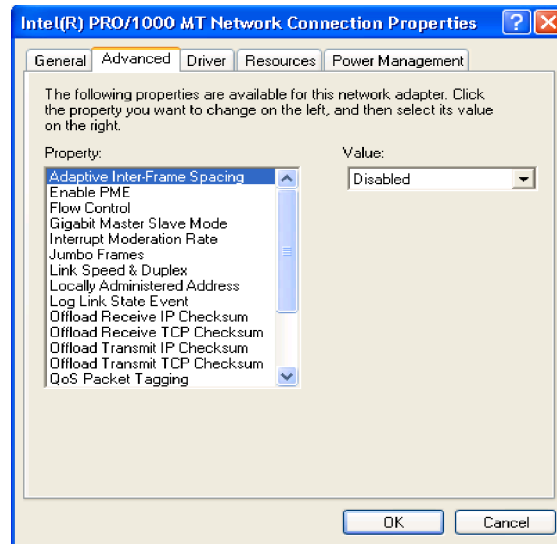 Intel(R) PRO/1000 MT Network Connection Properties
General Advanced Driver Resources Power Management
The following properties are available for this network adapter. Click
the property you want to change on the left, and then select its value
on the right.
Property:
Value:
Adaptive Inter-Frame Spacing
Disabled
Enable PME
Flow Control
Gigabit Master Slave Mode
Interrupt Moderation Rate
Jumbo Frames
Link Speed & Duplex
Locally Administered Address
Log Link State Event
Offload Receive IP Checksum
Offload Receive TCP Checksum
Offload Transmit IP Checksum
Offload Transmit TCP Checksum
QoS Packet Tagging
OK
Cancel